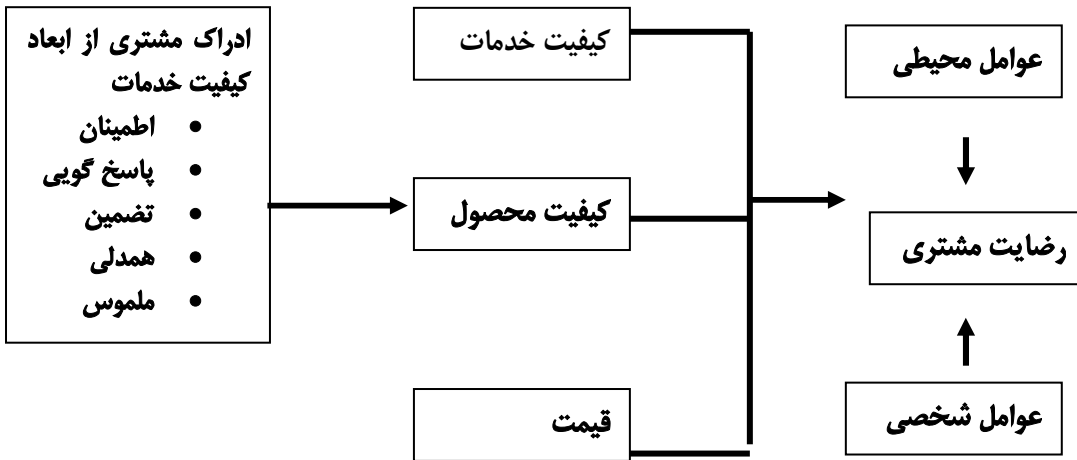 ادراک مشتری از ابعاد
کیفیت خدمات
• اطمینان
• پاسخ گویی
• تضمین
• همدلی
• ملموس
کیفیت خدمات
کیفیت محصول
قیمت
عوامل محیطی
رضایت مشتری
عوامل شخصی